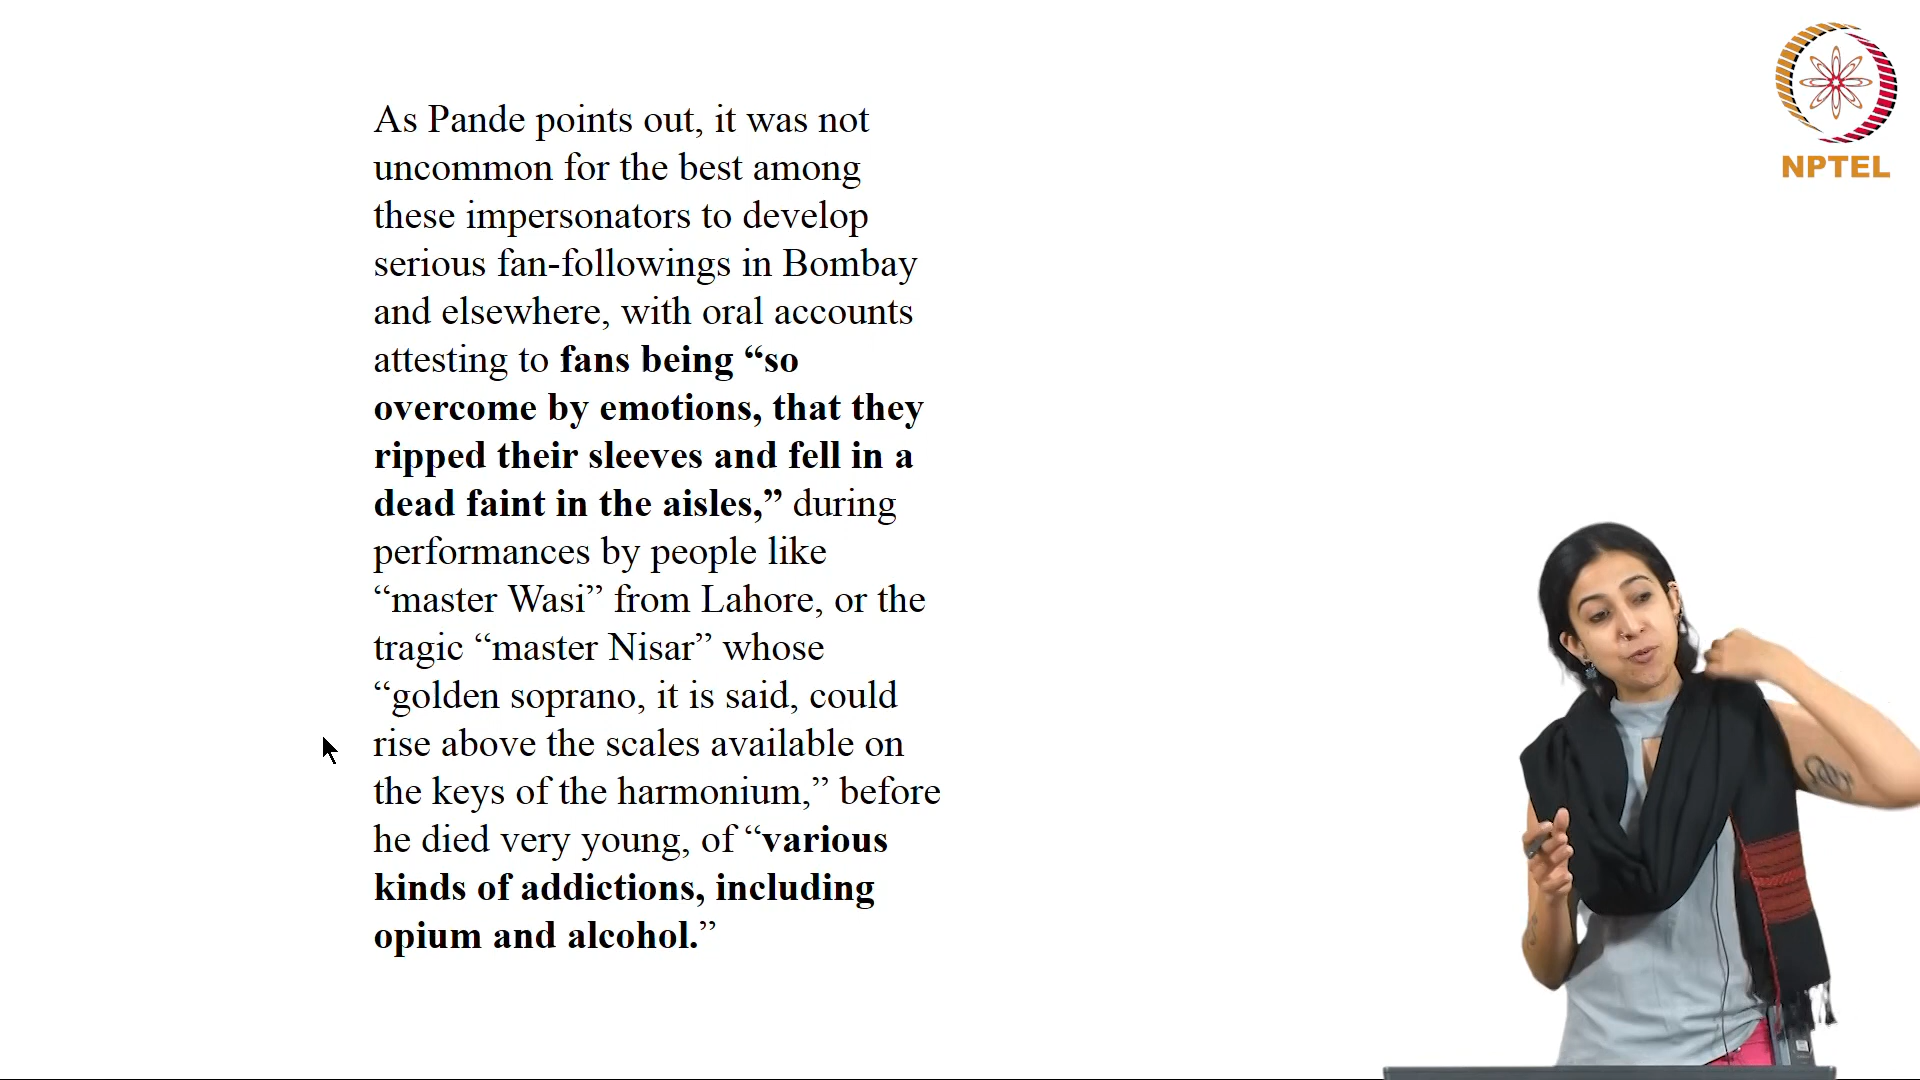 As Pande points out, it was not
uncommon for the best among
these impersonators to develop
serious fan-followings in Bombay
and elsewhere, with oral accounts
attesting to fans being “so
overcome by emotions, that they
ripped their sleeves and fell in a
dead faint in the aisles,” during
performances by people like
“master Wasi” from Lahore, or the
tragic “master Nisar” whose
“golden soprano, it is said, could
rise above the scales available on
the keys of the harmonium,” before
he died very young, of “various
kinds of addictions, including
opium and alcohol.”
NPTEL